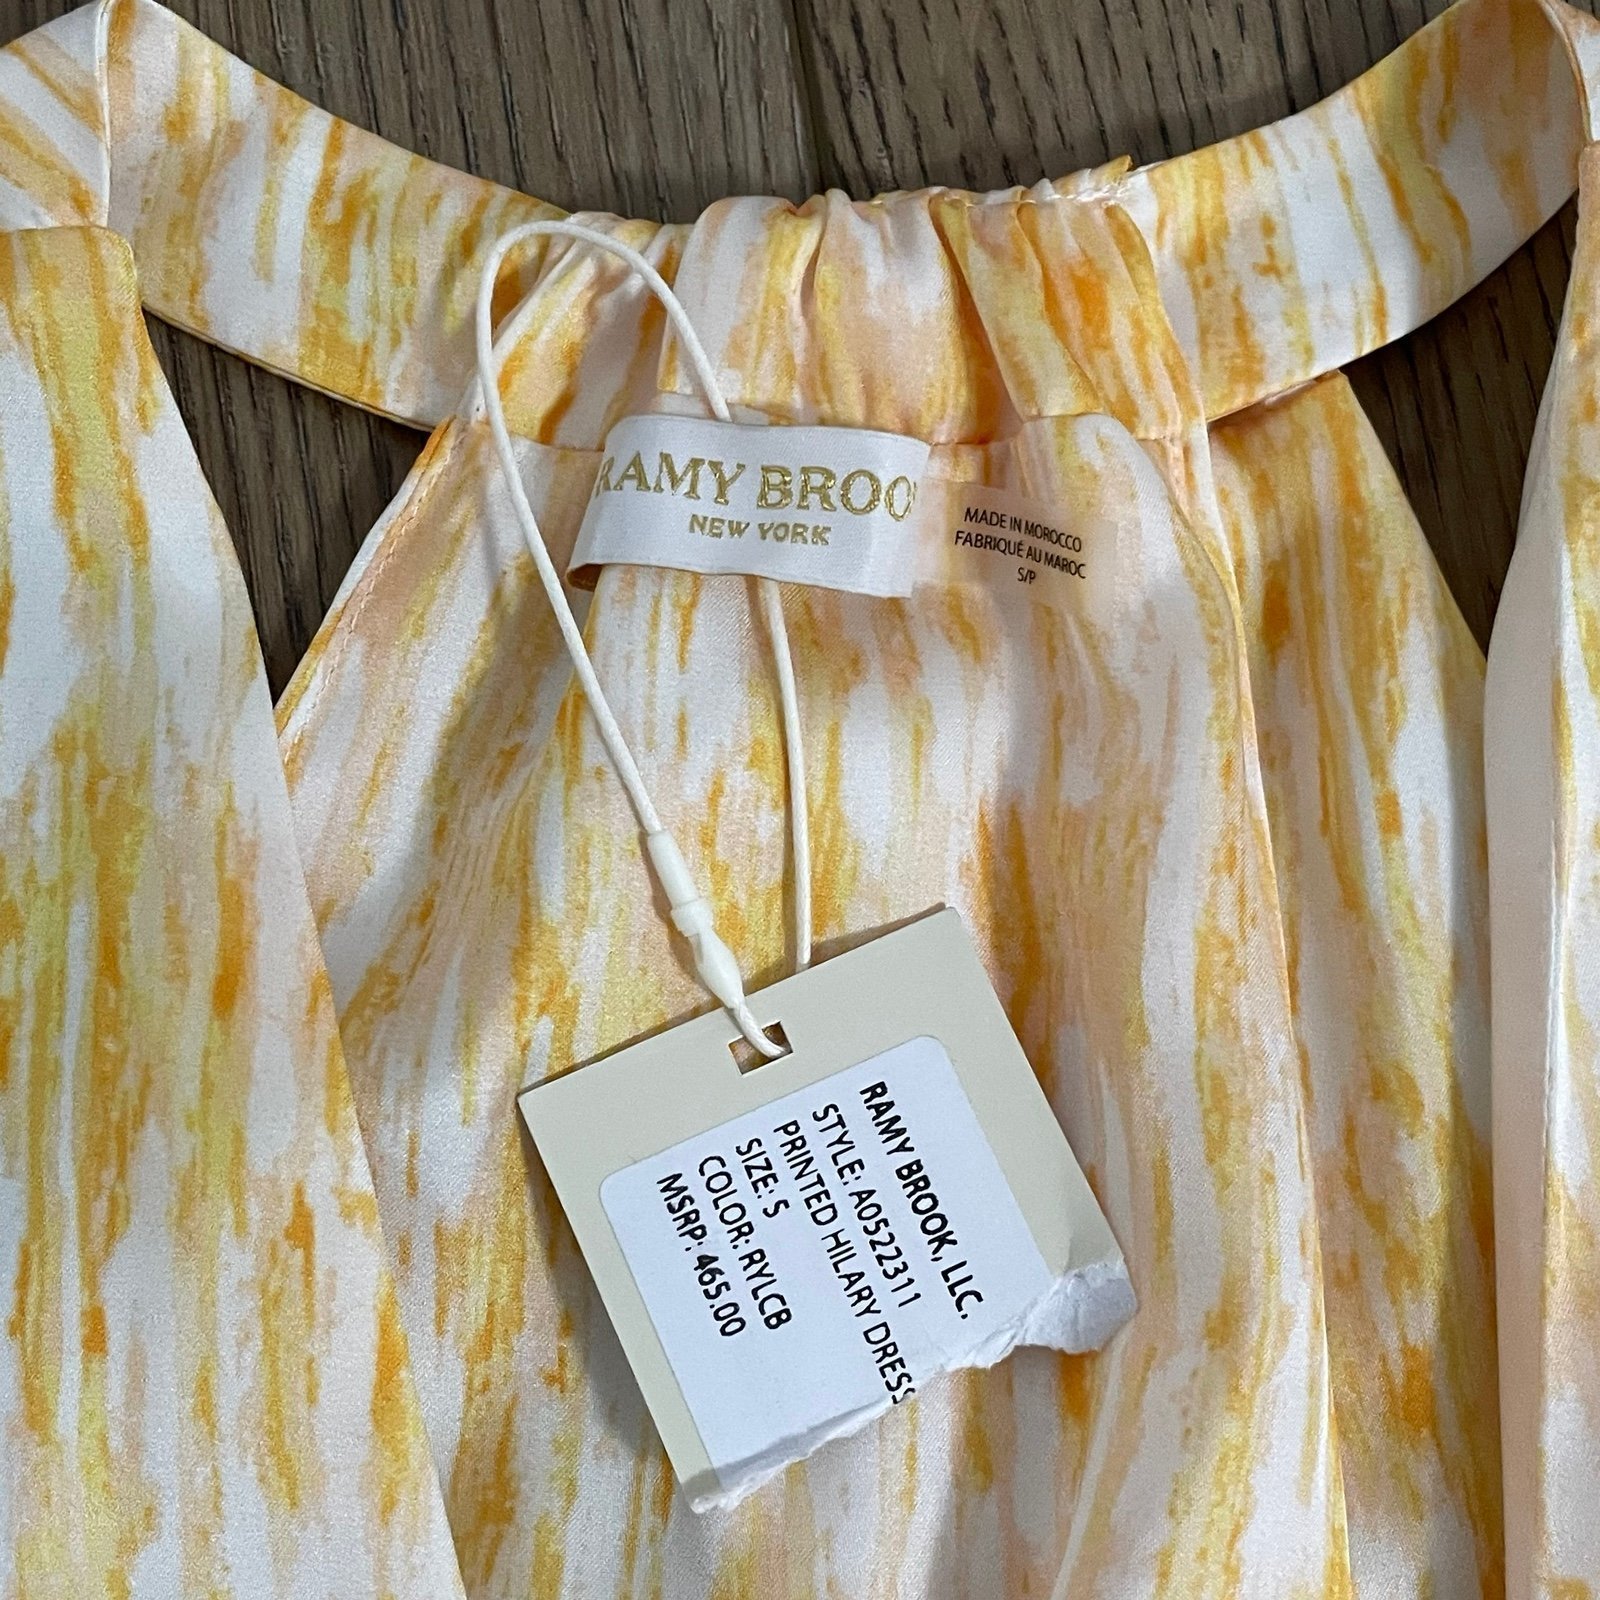 RAMY BROO
NEW YORK
MADE IN MOROCCO
FABRIQUÉ AU MAROC
S/P
RAMY BROOK, LLC.
STYLE: A0522311
PRINTED HILARY DRESS
SIZE: S
COLOR: RYLCB
MSRP: 465.00